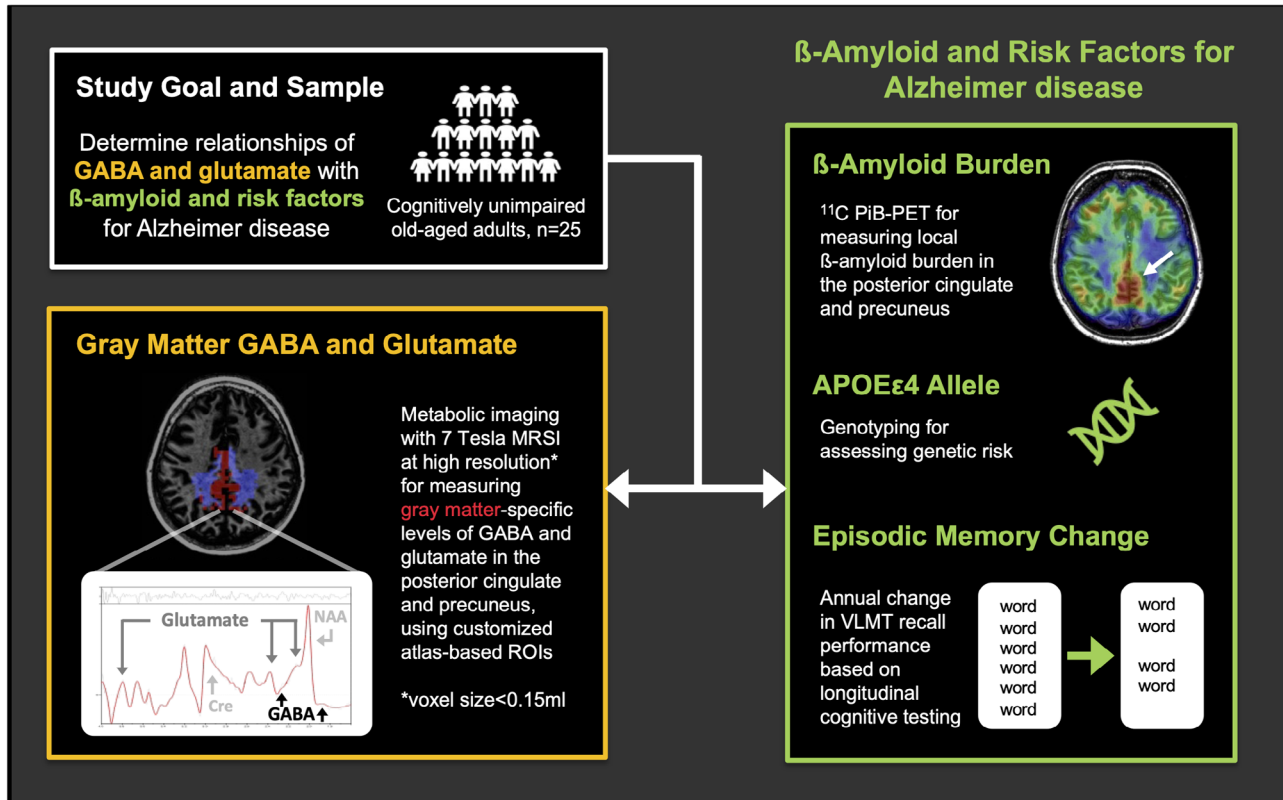 Study Goal and Sample
Determine relationships of
GABA and glutamate with
ß-amyloid and risk factors
for Alzheimer disease
Cognitively unimpaired
old-aged adults, n=25
Gray Matter GABA and Glutamate
Metabolic imaging
with 7 Tesla MRSI
at high resolution*
for measuring
gray matter-specific
levels of GABA and
glutamate in the
posterior cingulate
and precuneus,
using customized
atlas-based ROIs
*voxel size<0.15ml
Glutamate
NAA
Cre
GABA
ß-Amyloid and Risk Factors for
Alzheimer disease
ß-Amyloid Burden
¹¹C PiB-PET for
measuring local
ß-amyloid burden in
the posterior cingulate
and precuneus
APOEε4 Allele
Genotyping for
assessing genetic risk
Episodic Memory Change
Annual change
in VLMT recall
performance
based on
longitudinal
cognitive testing
word
word
word
word
word
word
word
word
word
word